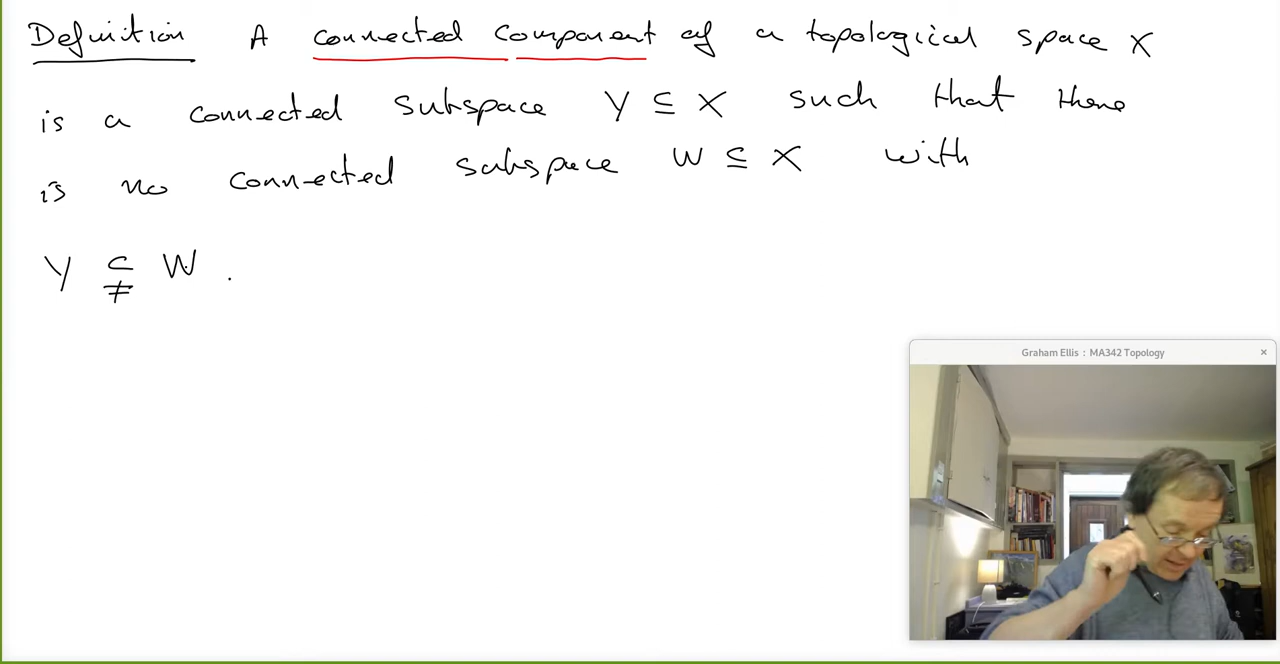 Definition A connected component of a topological space X
is a connected subspace Y ⊆ X such that there
is no connected subspace W ⊆ X with
Y ⊊ W .
Graham Ellis : MA342 Topology ×